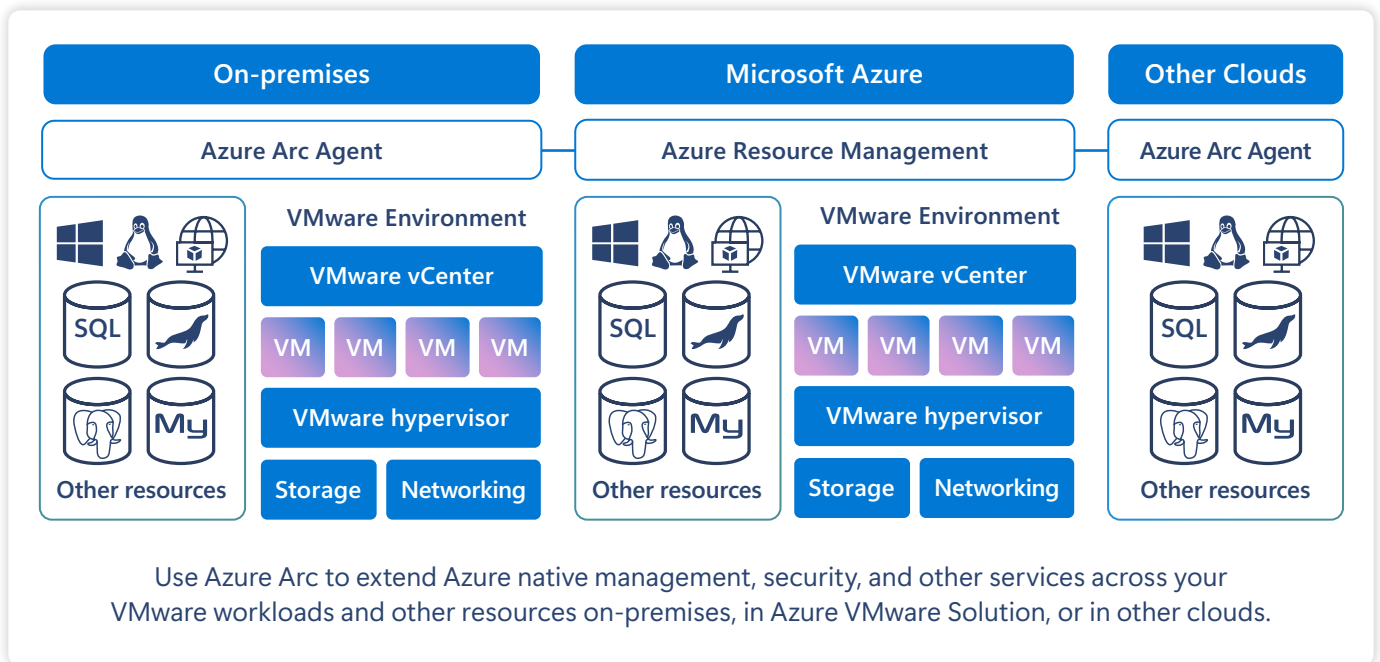 On-premises
Microsoft Azure
Other Clouds
Azure Arc Agent
Azure Resource Management
Azure Arc Agent
VMware Environment
VMware vCenter
SQL
VM VM VM VM
My
VMware hypervisor
Other resources
Storage
Networking
VMware Environment
VMware vCenter
SQL
VM VM VM VM
My
VMware hypervisor
Other resources
Storage
Networking
SQL
My
Other resources
Use Azure Arc to extend Azure native management, security, and other services across your
VMware workloads and other resources on-premises, in Azure VMware Solution, or in other clouds.